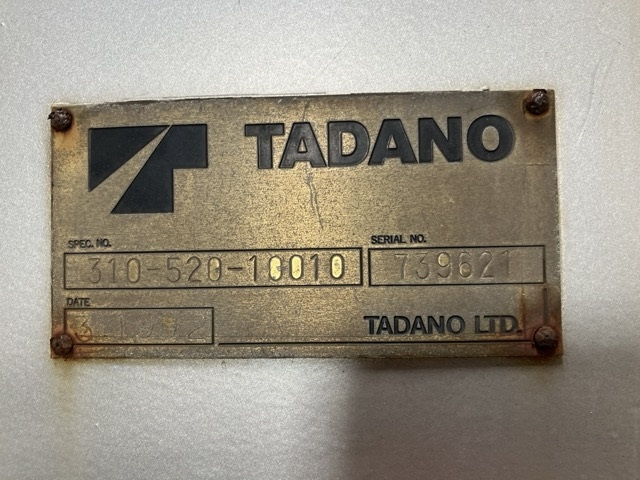 TADANO
SPEC. NO.
310-520-10010
SERIAL NO.
739621
DATE
TADANO LTD.